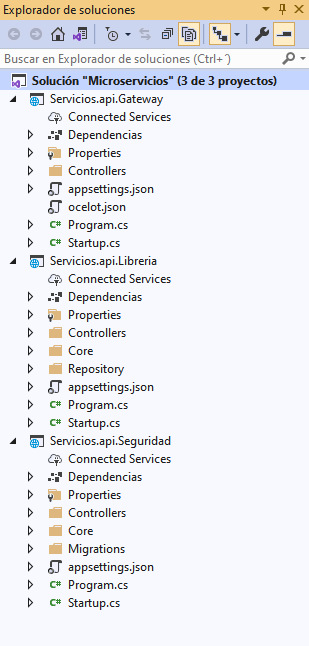 Explorador de soluciones
Buscar en Explorador de soluciones (Ctrl+´)
Solución "Microservicios" (3 de 3 proyectos)
Servicios.api.Gateway
Connected Services
Dependencias
Properties
Controllers
appsettings.json
ocelot.json
C# Program.cs
C# Startup.cs
Servicios.api.Libreria
Connected Services
Dependencias
Properties
Controllers
Core
Repository
appsettings.json
C# Program.cs
C# Startup.cs
Servicios.api.Seguridad
Connected Services
Dependencias
Properties
Controllers
Core
Migrations
appsettings.json
C# Program.cs
C# Startup.cs